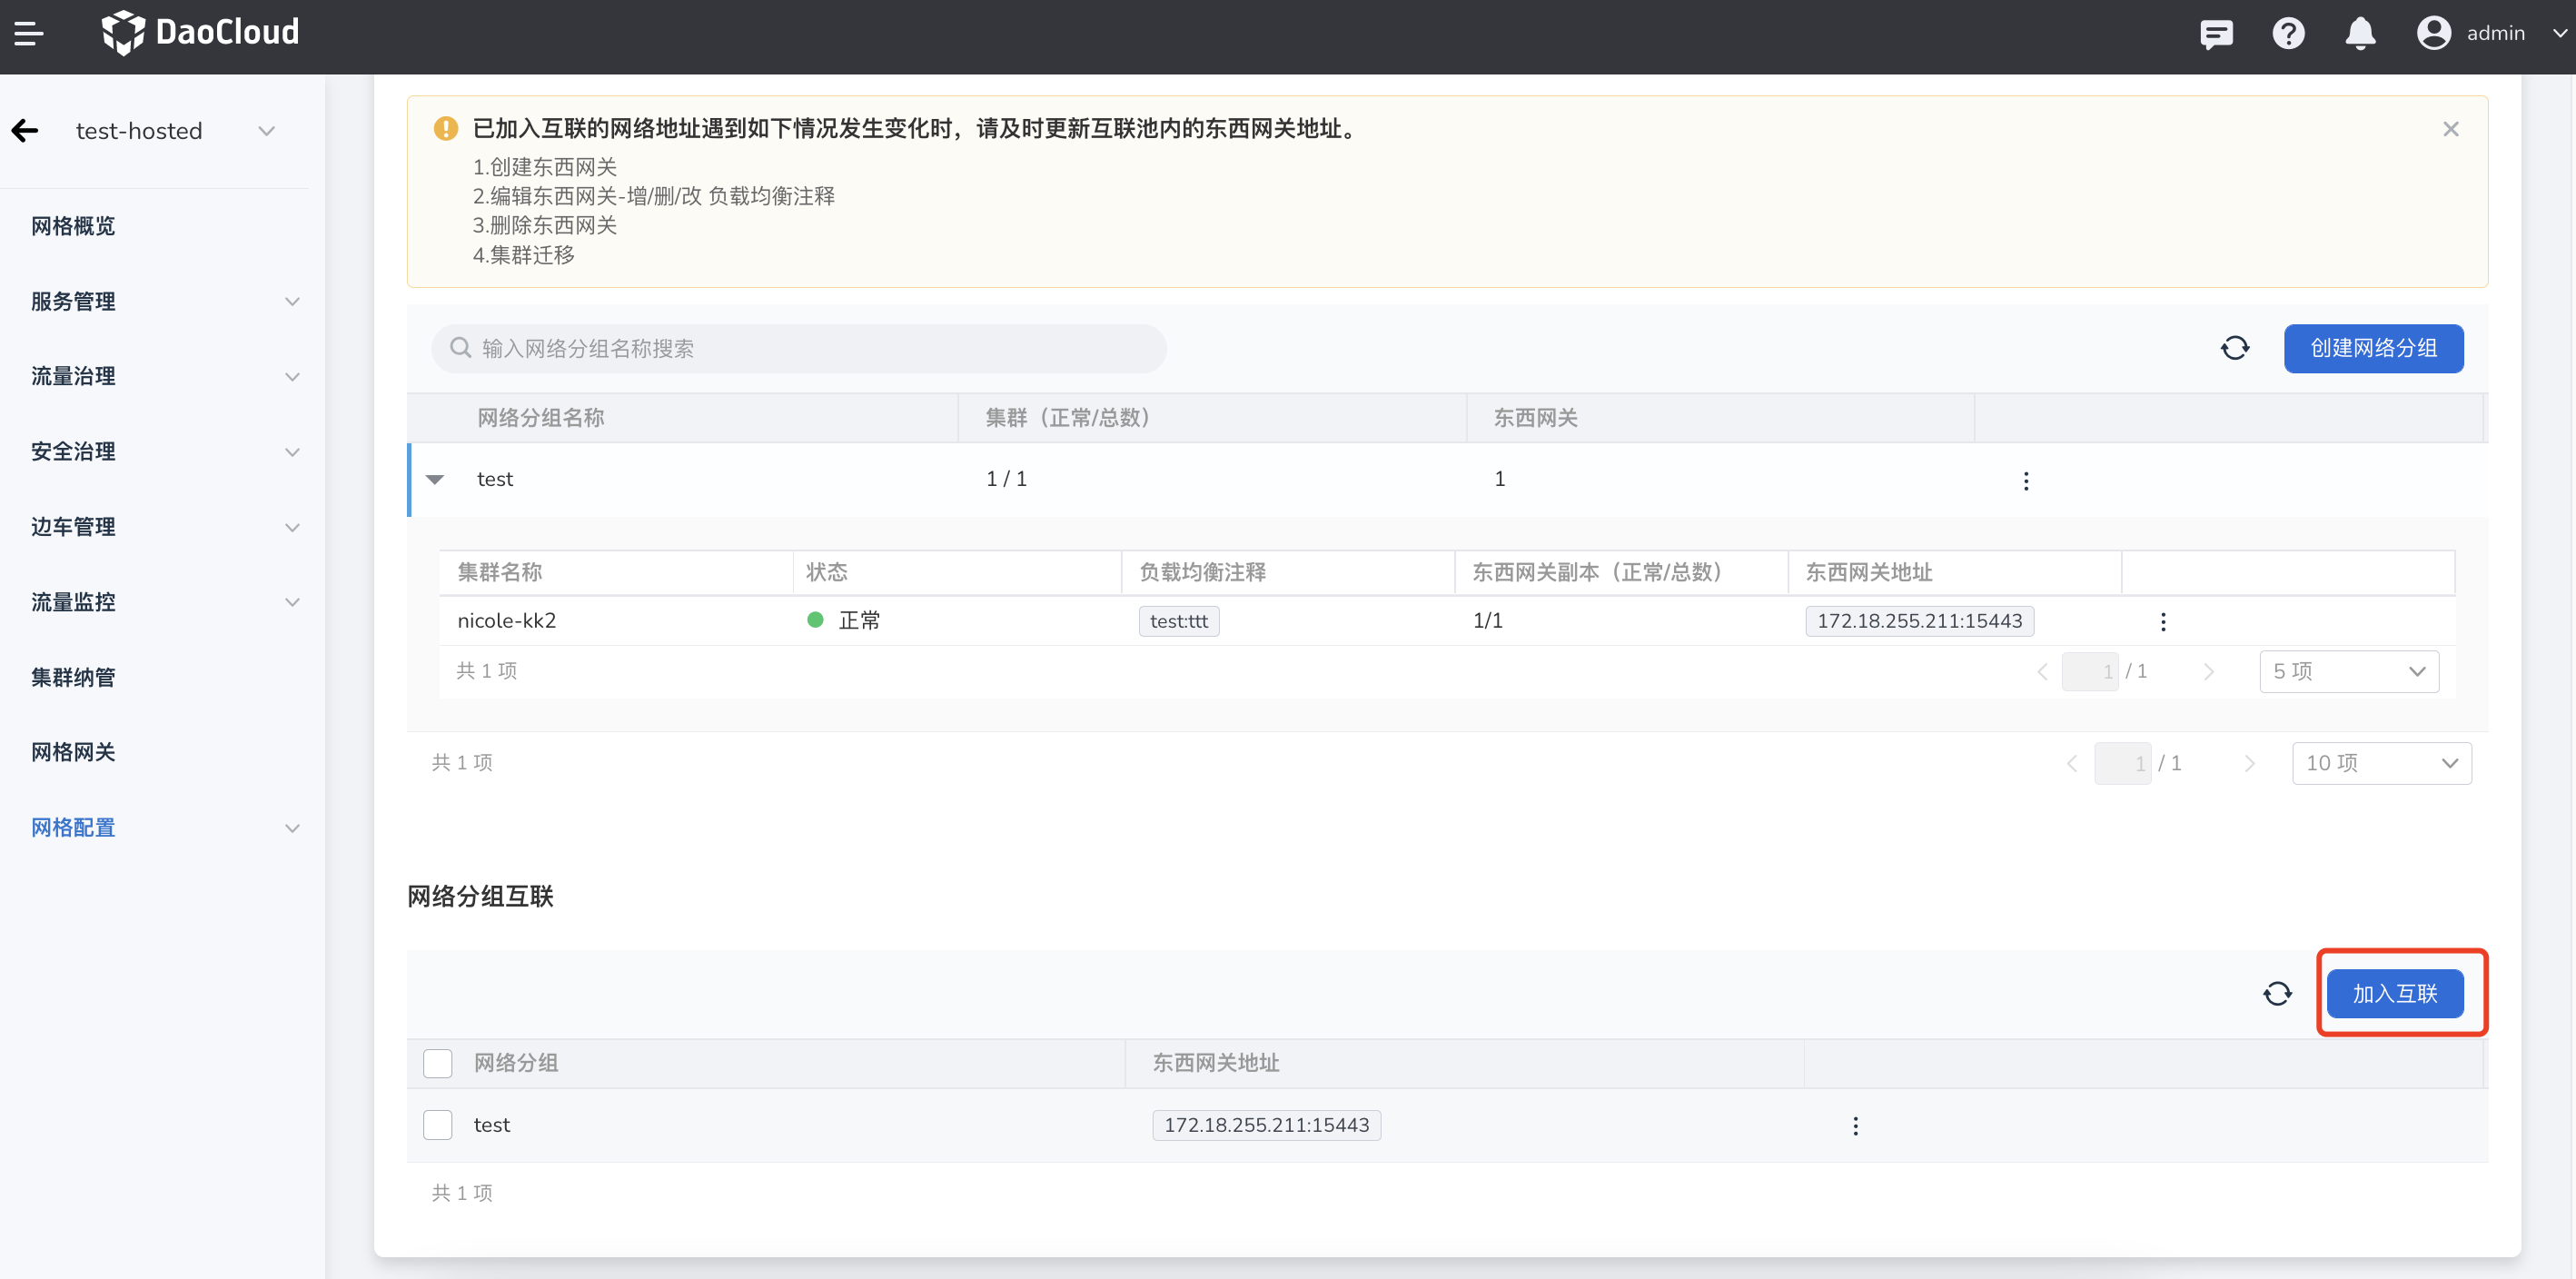 DaoCloud
admin
test-hosted
网格概览
服务管理
流量治理
安全治理
边车管理
流量监控
集群纳管
网格网关
网格配置
已加入互联的网络地址遇到如下情况发生变化时，请及时更新互联池内的东西网关地址。
1.创建东西网关
2.编辑东西网关-增/删/改 负载均衡注释
3.删除东西网关
4.集群迁移
输入网络分组名称搜索
创建网络分组
网络分组名称 集群（正常/总数） 东西网关
test 1 / 1 1
集群名称 状态 负载均衡注释 东西网关副本（正常/总数） 东西网关地址
nicole-kk2 正常 test:ttt 1/1 172.18.255.211:15443
共 1 项 1 / 1 5 项
共 1 项 1 / 1 10 项
网络分组互联
加入互联
网络分组 东西网关地址
test 172.18.255.211:15443
共 1 项